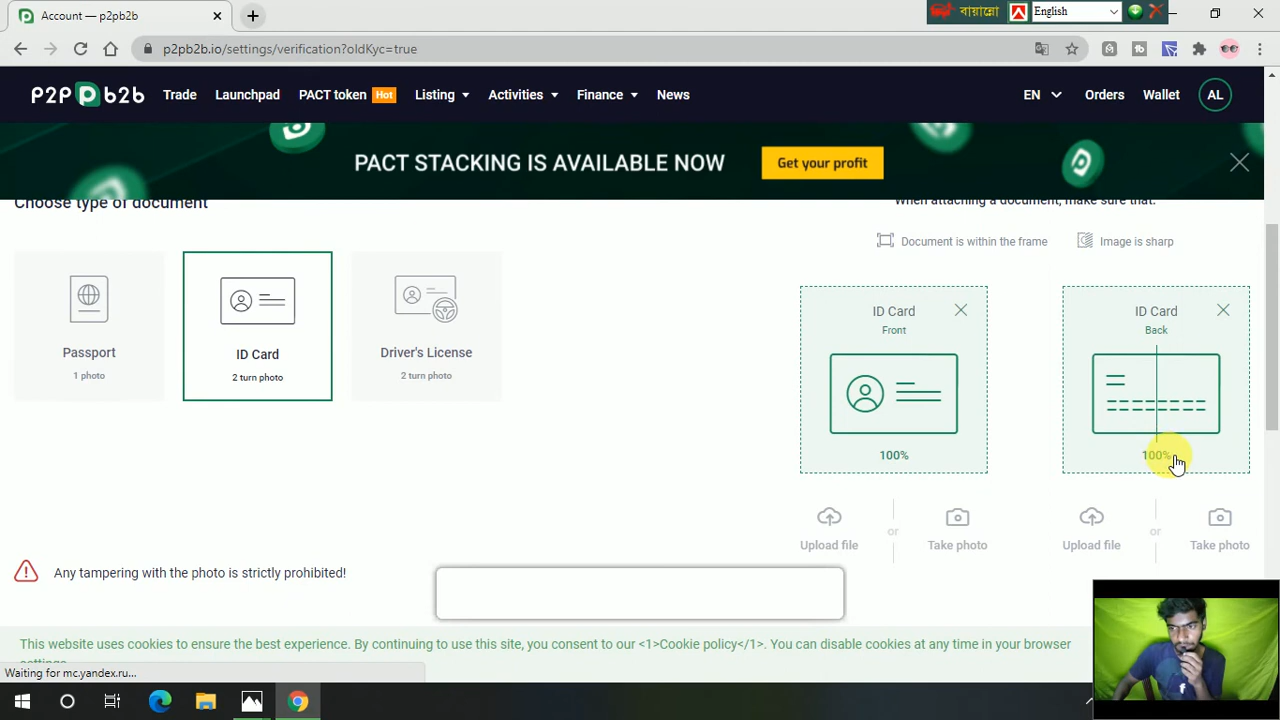 Account — p2pb2b
বায়ান্নো
English
p2pb2b.io/settings/verification?oldKyc=true
P2P b2b
Trade
Launchpad
PACT token Hot
Listing
Activities
Finance
News
EN
Orders
Wallet
AL
PACT STACKING IS AVAILABLE NOW
Get your profit
Choose type of document
When attaching a document, make sure that:
Document is within the frame
Image is sharp
Passport
1 photo
ID Card
2 turn photo
Driver's License
2 turn photo
ID Card
Front
100%
ID Card
Back
100%
Upload file
or
Take photo
Upload file
or
Take photo
Any tampering with the photo is strictly prohibited!
This website uses cookies to ensure the best experience. By continuing to use this site, you consent to our <1>Cookie policy</1>. You can disable cookies at any time in your browser
settings.
Waiting for mc.yandex.ru...